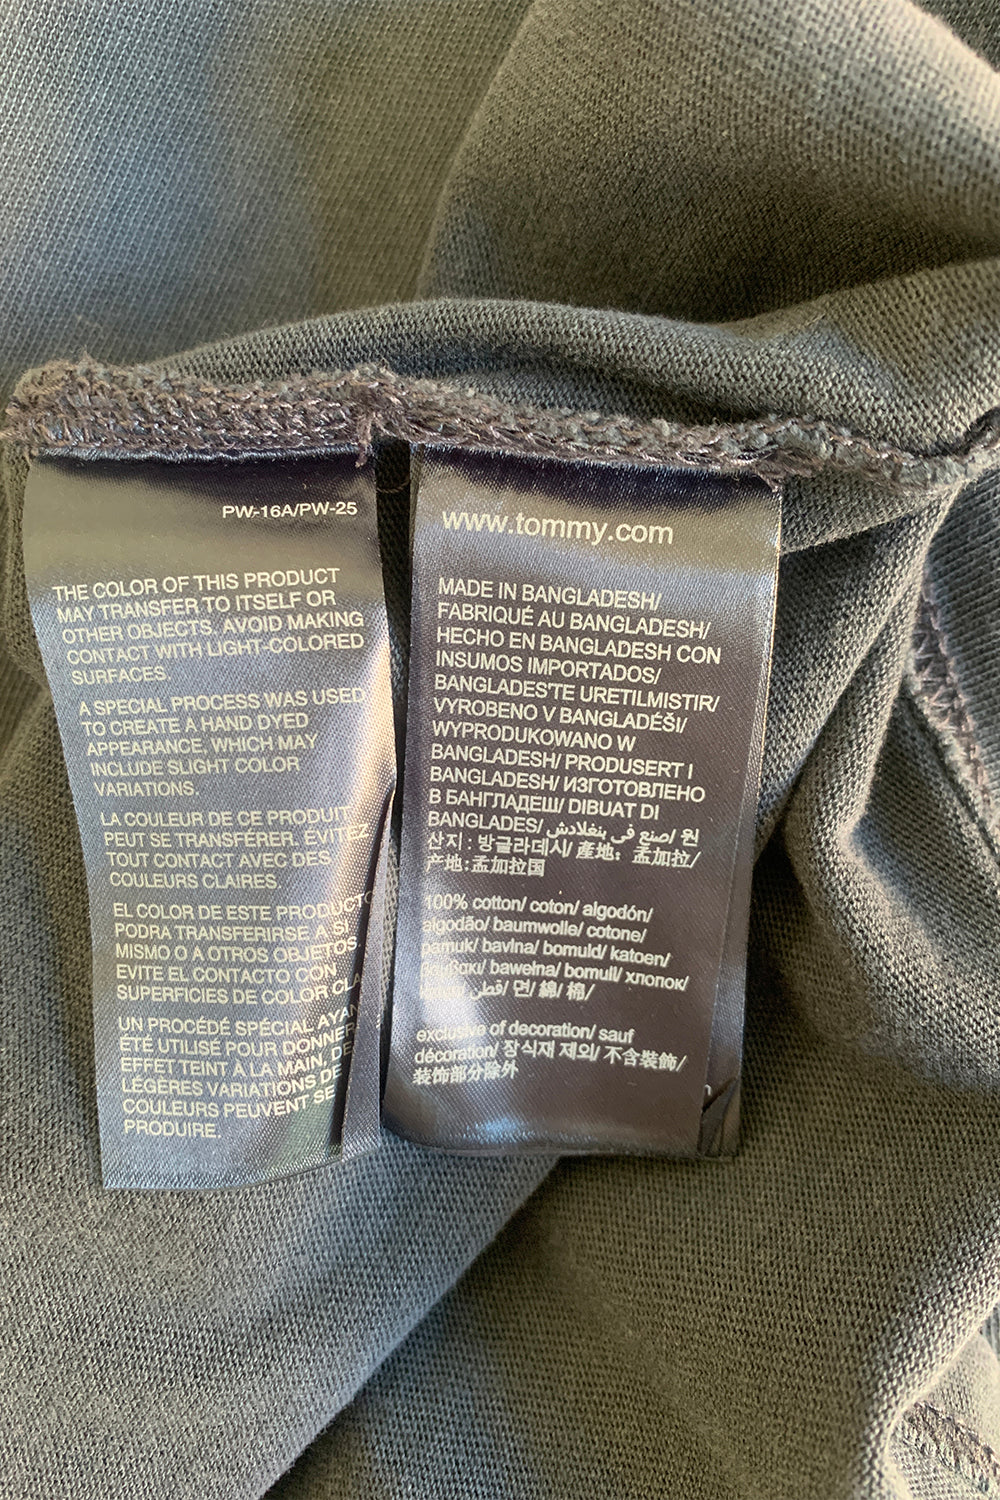 PW-16A/PW-25
THE COLOR OF THIS PRODUCT
MAY TRANSFER TO ITSELF OR
OTHER OBJECTS. AVOID MAKING
CONTACT WITH LIGHT-COLORED
SURFACES.
A SPECIAL PROCESS WAS USED
TO CREATE A HAND DYED
APPEARANCE, WHICH MAY
INCLUDE SLIGHT COLOR
VARIATIONS.
LA COULEUR DE CE PRODUIT
PEUT SE TRANSFÉRER. ÉVITEZ
TOUT CONTACT AVEC DES
COULEURS CLAIRES.
EL COLOR DE ESTE PRODUCTO
PODRA TRANSFERIRSE A SI
MISMO O A OTROS OBJETOS.
EVITE EL CONTACTO CON
SUPERFICIES DE COLOR
UN PROCÉDÉ SPÉCIAL
ÉTÉ UTILISÉ POUR DONNER
EFFET TEINT À LA MAIN, DE
LÉGÈRES VARIATIONS DE
COULEURS PEUVENT SE
PRODUIRE.
www.tommy.com
MADE IN BANGLADESH/
FABRIQUÉ AU BANGLADESH/
HECHO EN BANGLADESH CON
INSUMOS IMPORTADOS/
BANGLADES'TE URETILMISTIR/
VYROBENO V BANGLADÉŠI/
WYPRODUKOWANO W
BANGLADESH/ PRODUSERT I
BANGLADESH/ ИЗГОТОВЛЕНО
В БАНГЛАДЕШ/ DIBUAT DI
BANGLADES/ صنع في بنغلادش/ 원
산지 : 방글라데시/ 產地: 孟加拉/
产地:孟加拉国
100% cotton/ coton/ algodón/
algodão/ baumwolle/ cotone/
pamuk/ bavlna/ bomuld/ katoen/
bawełna/ bomull/ хлопок/
قطن/ 면/ 綿/ 棉/
exclusive of decoration/ sauf
décoration/ 장식재 제외/ 不含裝飾/
装饰部分除外